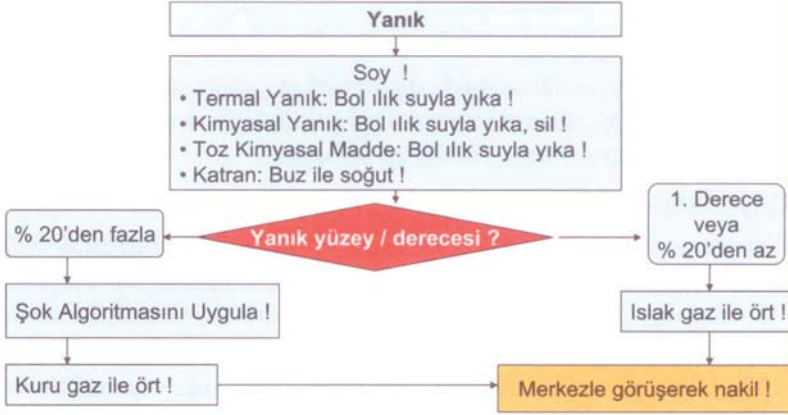 Yanık
Soy !
• Termal Yanık: Bol ılık suyla yıka !
• Kimyasal Yanık: Bol ılık suyla yıka, sil !
• Toz Kimyasal Madde: Bol ılık suyla yıka !
• Katran: Buz ile soğut !
% 20'den fazla
Yanık yüzey / derecesi ?
1. Derece
veya
% 20'den az
Şok Algoritmasını Uygula !
Islak gaz ile ört !
Kuru gaz ile ört !
Merkezle görüşerek nakil !